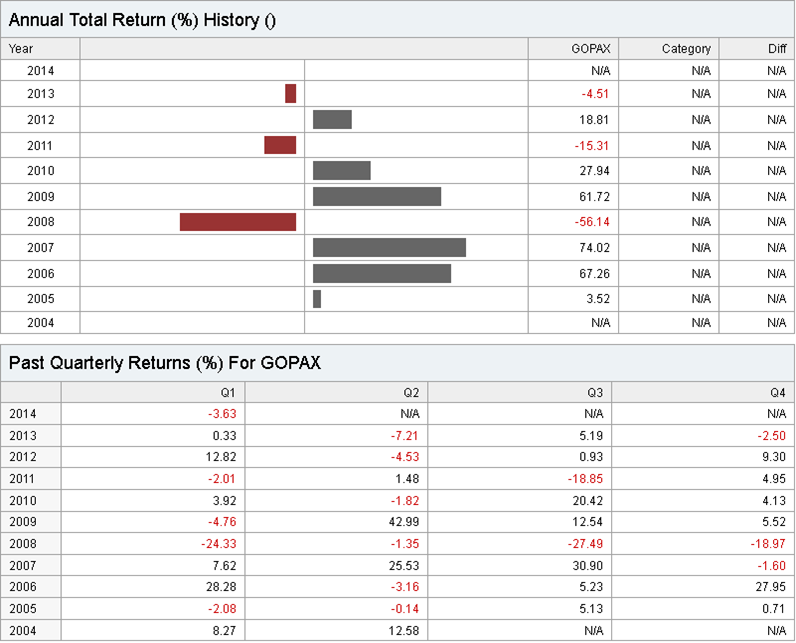 Annual Total Return (%) History ()
Year GOPAX Category Diff
2014 N/A N/A N/A
2013 -4.51 N/A N/A
2012 18.81 N/A N/A
2011 -15.31 N/A N/A
2010 27.94 N/A N/A
2009 61.72 N/A N/A
2008 -56.14 N/A N/A
2007 74.02 N/A N/A
2006 67.26 N/A N/A
2005 3.52 N/A N/A
2004 N/A N/A N/A
Past Quarterly Returns (%) For GOPAX
Q1 Q2 Q3 Q4
2014 -3.63 N/A N/A N/A
2013 0.33 -7.21 5.19 -2.50
2012 12.82 -4.53 0.93 9.30
2011 -2.01 1.48 -18.85 4.95
2010 3.92 -1.82 20.42 4.13
2009 -4.76 42.99 12.54 5.52
2008 -24.33 -1.35 -27.49 -18.97
2007 7.62 25.53 30.90 -1.60
2006 28.28 -3.16 5.23 27.95
2005 -2.08 -0.14 5.13 0.71
2004 8.27 12.58 N/A N/A